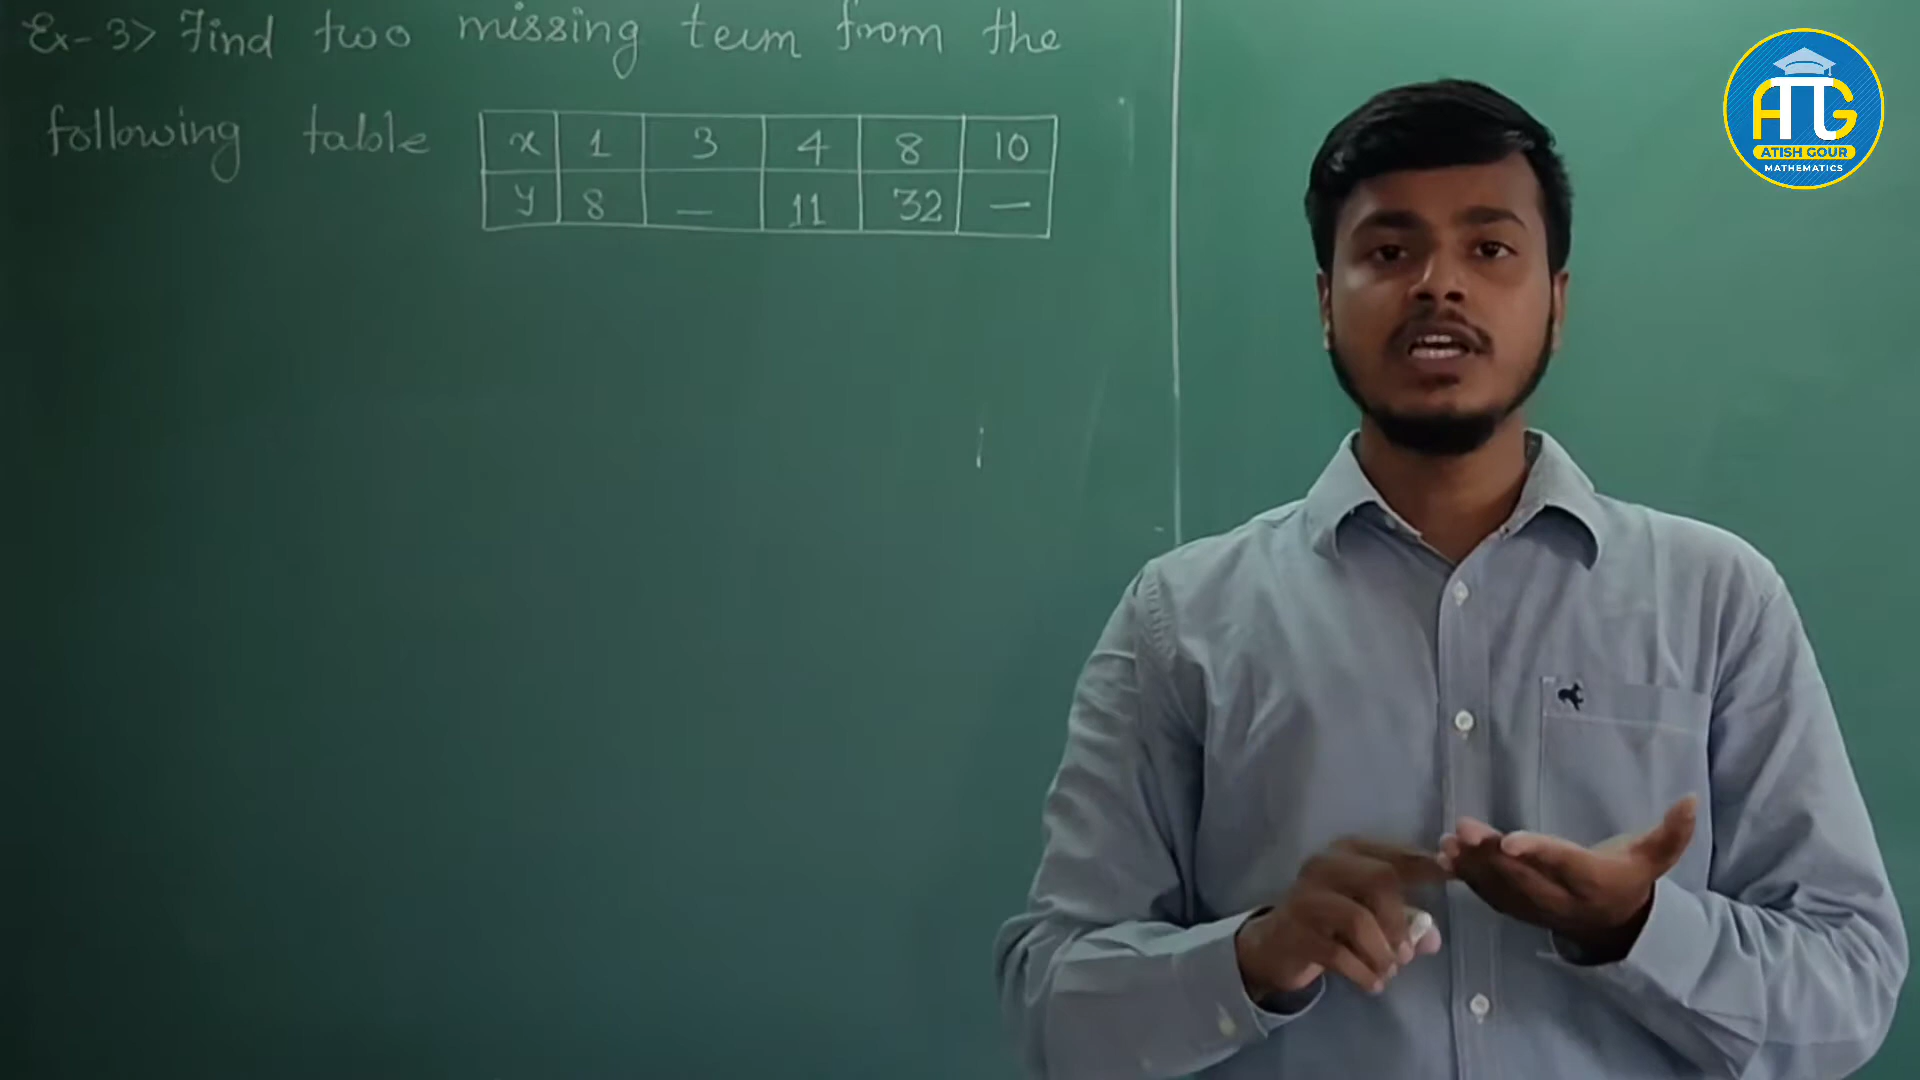 Ex-3> Find two missing term from the
following table
x 1 3 4 8 10
y 8 — 11 32 —
ATG
ATISH GOUR
MATHEMATICS